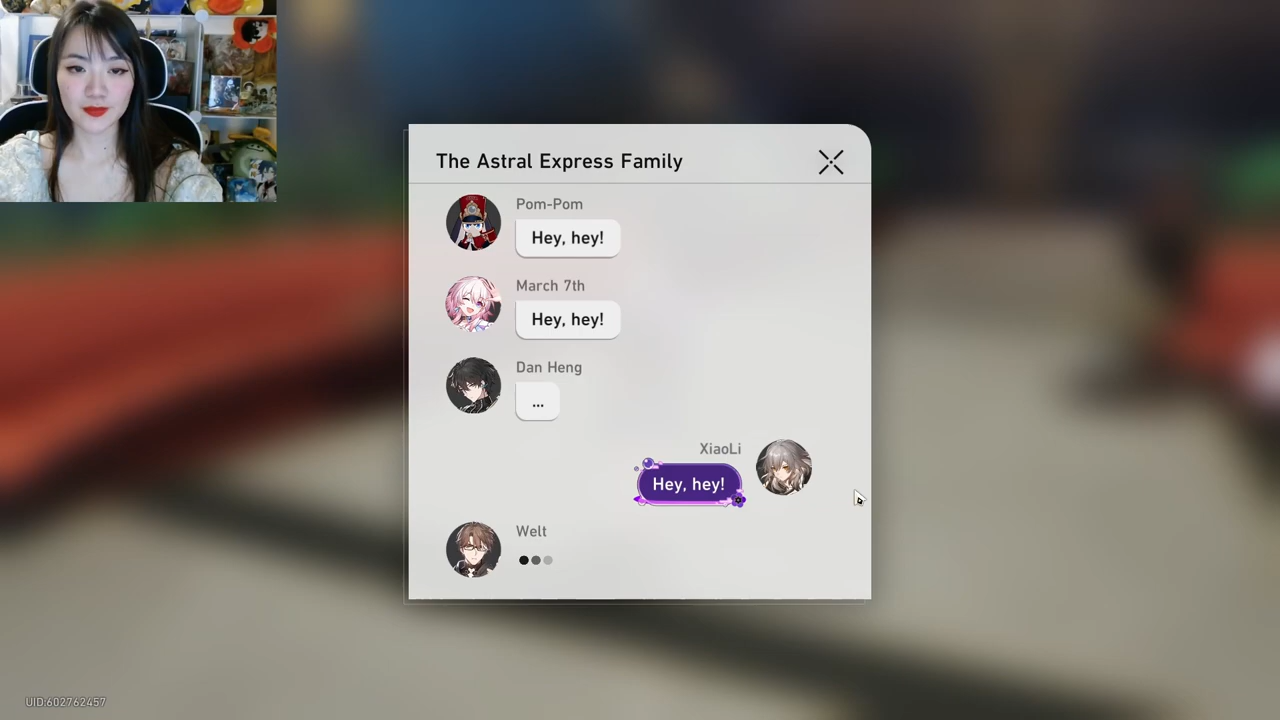 The Astral Express Family
Pom-Pom
Hey, hey!
March 7th
Hey, hey!
Dan Heng
...
XiaoLi
Hey, hey!
Welt
UID:602762457